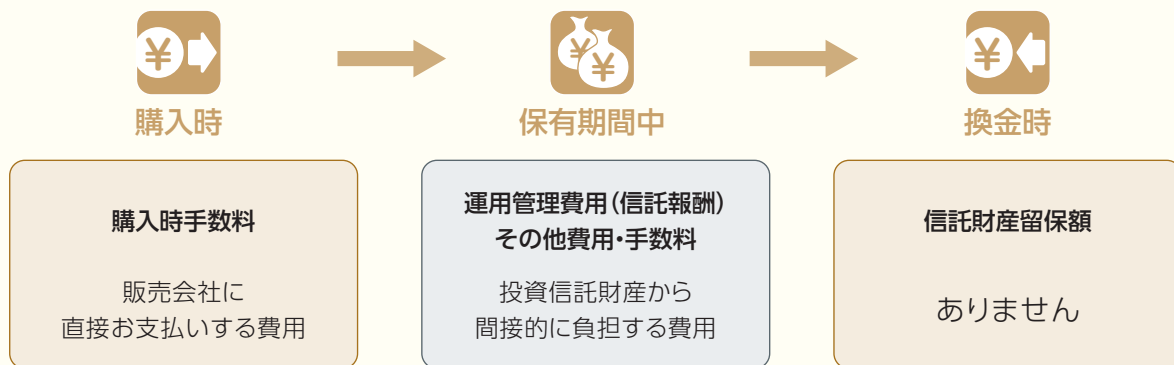 ¥
¥
¥
¥
購入時
保有期間中
換金時
購入時手数料
販売会社に
直接お支払いする費用
運用管理費用(信託報酬)
その他費用・手数料
投資信託財産から
間接的に負担する費用
信託財産留保額
ありません